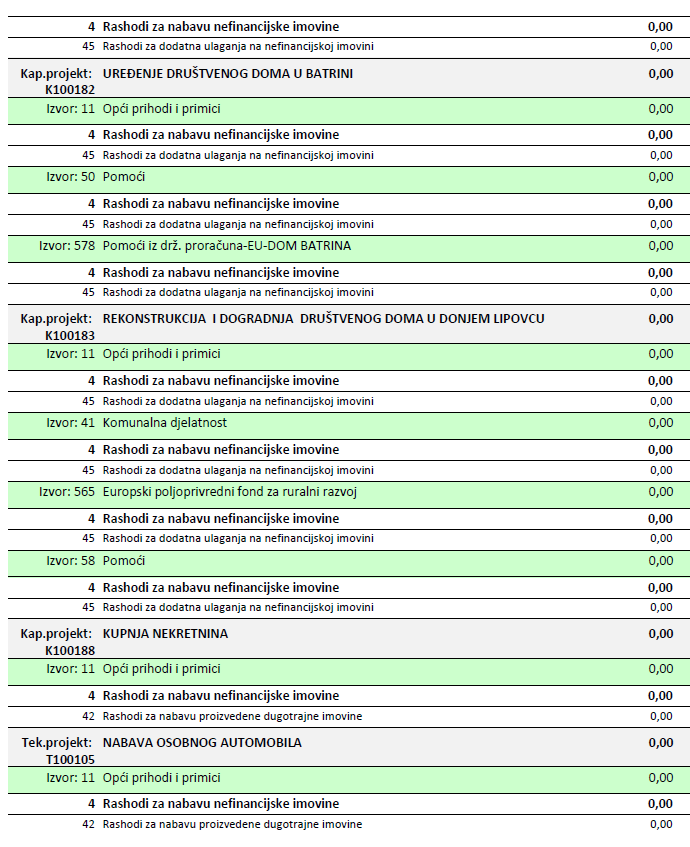 4 Rashodi za nabavu nefinancijske imovine 0,00
45 Rashodi za dodatna ulaganja na nefinancijskoj imovini 0,00
Kap.projekt: UREĐENJE DRUŠTVENOG DOMA U BATRINI 0,00
K100182
Izvor: 11 Opći prihodi i primici 0,00
4 Rashodi za nabavu nefinancijske imovine 0,00
45 Rashodi za dodatna ulaganja na nefinancijskoj imovini 0,00
Izvor: 50 Pomoći 0,00
4 Rashodi za nabavu nefinancijske imovine 0,00
45 Rashodi za dodatna ulaganja na nefinancijskoj imovini 0,00
Izvor: 578 Pomoći iz drž. proračuna-EU-DOM BATRINA 0,00
4 Rashodi za nabavu nefinancijske imovine 0,00
45 Rashodi za dodatna ulaganja na nefinancijskoj imovini 0,00
Kap.projekt: REKONSTRUKCIJA I DOGRADNJA DRUŠTVENOG DOMA U DONJEM LIPOVCU 0,00
K100183
Izvor: 11 Opći prihodi i primici 0,00
4 Rashodi za nabavu nefinancijske imovine 0,00
45 Rashodi za dodatna ulaganja na nefinancijskoj imovini 0,00
Izvor: 41 Komunalna djelatnost 0,00
4 Rashodi za nabavu nefinancijske imovine 0,00
45 Rashodi za dodatna ulaganja na nefinancijskoj imovini 0,00
Izvor: 565 Europski poljoprivredni fond za ruralni razvoj 0,00
4 Rashodi za nabavu nefinancijske imovine 0,00
45 Rashodi za dodatna ulaganja na nefinancijskoj imovini 0,00
Izvor: 58 Pomoći 0,00
4 Rashodi za nabavu nefinancijske imovine 0,00
45 Rashodi za dodatna ulaganja na nefinancijskoj imovini 0,00
Kap.projekt: KUPNJA NEKRETNINA 0,00
K100188
Izvor: 11 Opći prihodi i primici 0,00
4 Rashodi za nabavu nefinancijske imovine 0,00
42 Rashodi za nabavu proizvedene dugotrajne imovine 0,00
Tek.projekt: NABAVA OSOBNOG AUTOMOBILA 0,00
T100105
Izvor: 11 Opći prihodi i primici 0,00
4 Rashodi za nabavu nefinancijske imovine 0,00
42 Rashodi za nabavu proizvedene dugotrajne imovine 0,00